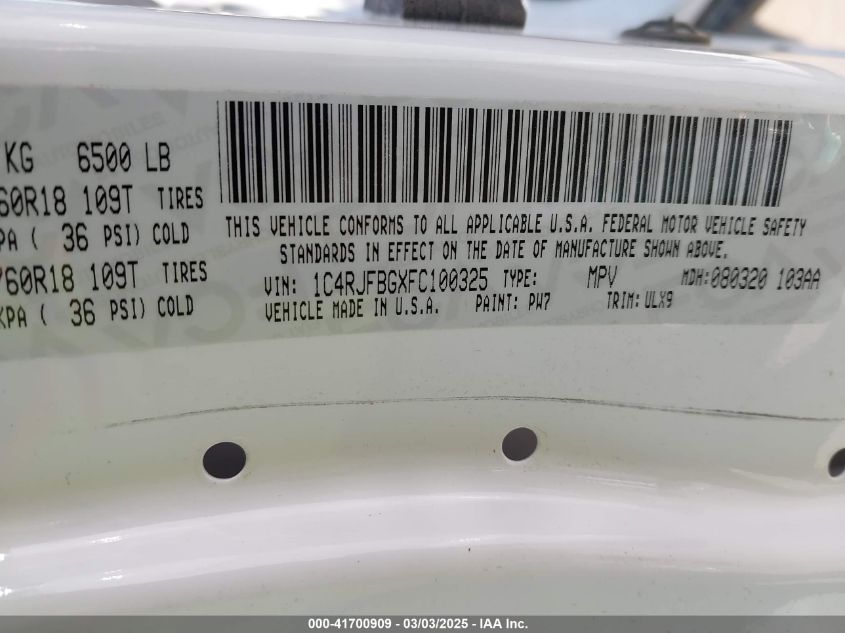 KG 6500 LB
60R18 109T TIRES
PA ( 36 PSI) COLD
60R18 109T TIRES
KPA ( 36 PSI) COLD
THIS VEHICLE CONFORMS TO ALL APPLICABLE U.S.A. FEDERAL MOTOR VEHICLE SAFETY
STANDARDS IN EFFECT ON THE DATE OF MANUFACTURE SHOWN ABOVE.
VIN: 1C4RJFBGXFC100325 TYPE: MPV MDH:080320 103AA
VEHICLE MADE IN U.S.A. PAINT: PW7 TRIM: ULX9
000-41700909 - 03/03/2025 - IAA Inc.